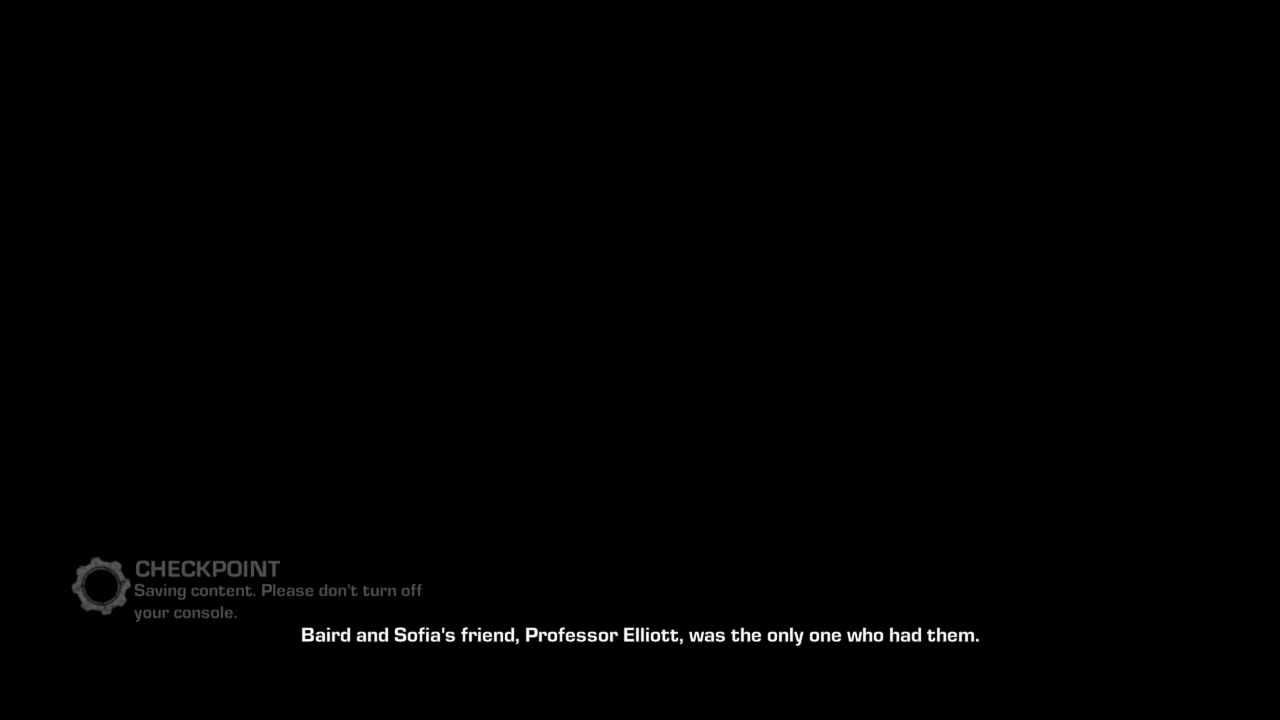 CHECKPOINT
Saving content. Please don't turn off
your console.
Baird and Sofia's friend, Professor Elliott, was the only one who had them.